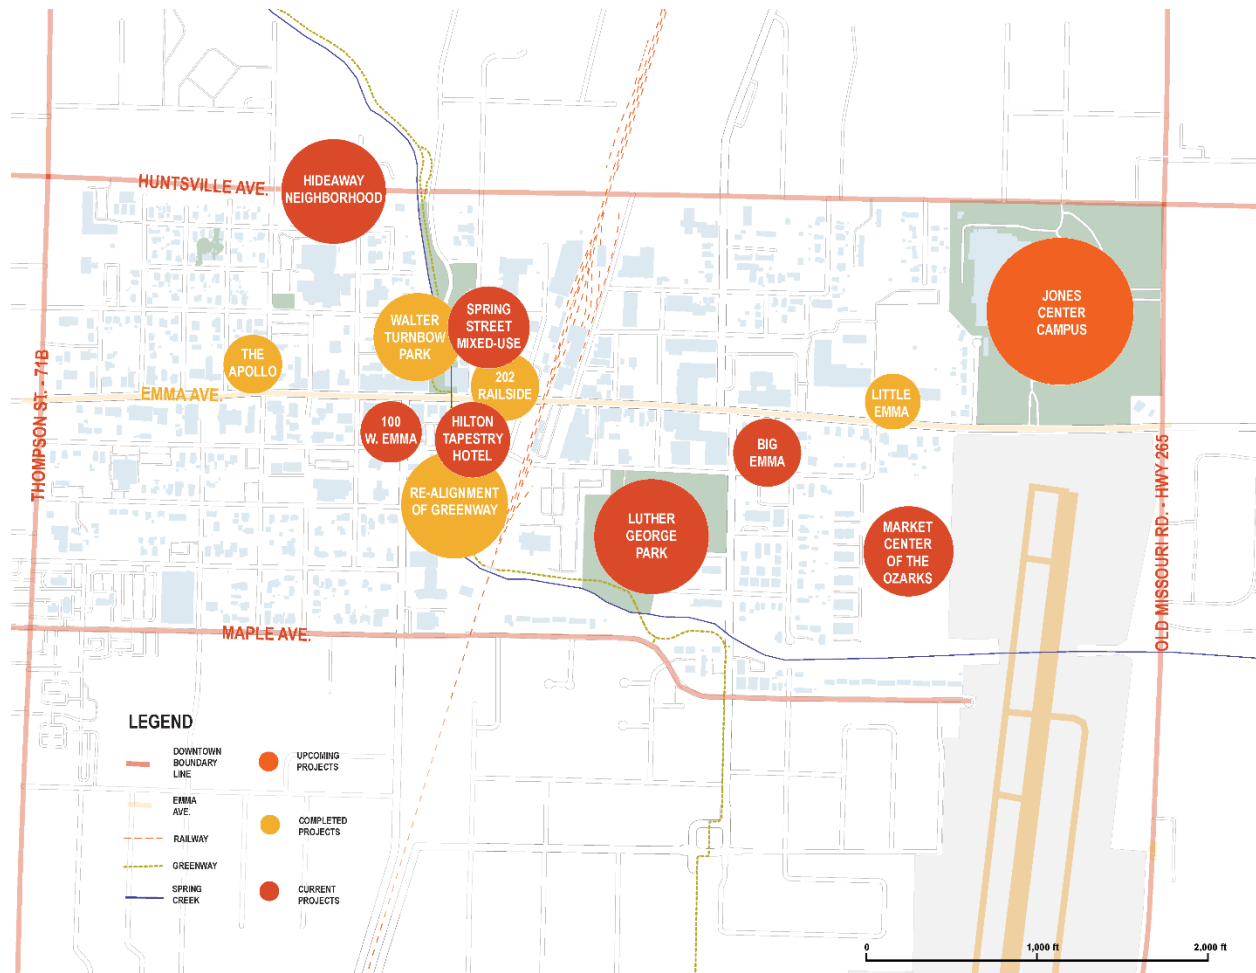 HUNTSVILLE AVE.
HIDEAWAY
NEIGHBORHOOD
JONES
CENTER
CAMPUS
WALTER
TURNBOW
PARK
SPRING
STREET
MIXED-USE
THE
APOLLO
202
RAILSIDE
EMMA AVE.
LITTLE
EMMA
100
W. EMMA
HILTON
TAPESTRY
HOTEL
BIG
EMMA
THOMPSON ST. - 71B
OLD MISSOURI RD. - HWY 265
RE-ALIGNMENT
OF GREENWAY
LUTHER
GEORGE
PARK
MARKET
CENTER
OF THE
OZARKS
MAPLE AVE.
LEGEND
DOWNTOWN
BOUNDARY
LINE
EMMA
AVE.
RAILWAY
GREENWAY
SPRING
CREEK
UPCOMING
PROJECTS
COMPLETED
PROJECTS
CURRENT
PROJECTS
0
1,000 ft
2,000 ft